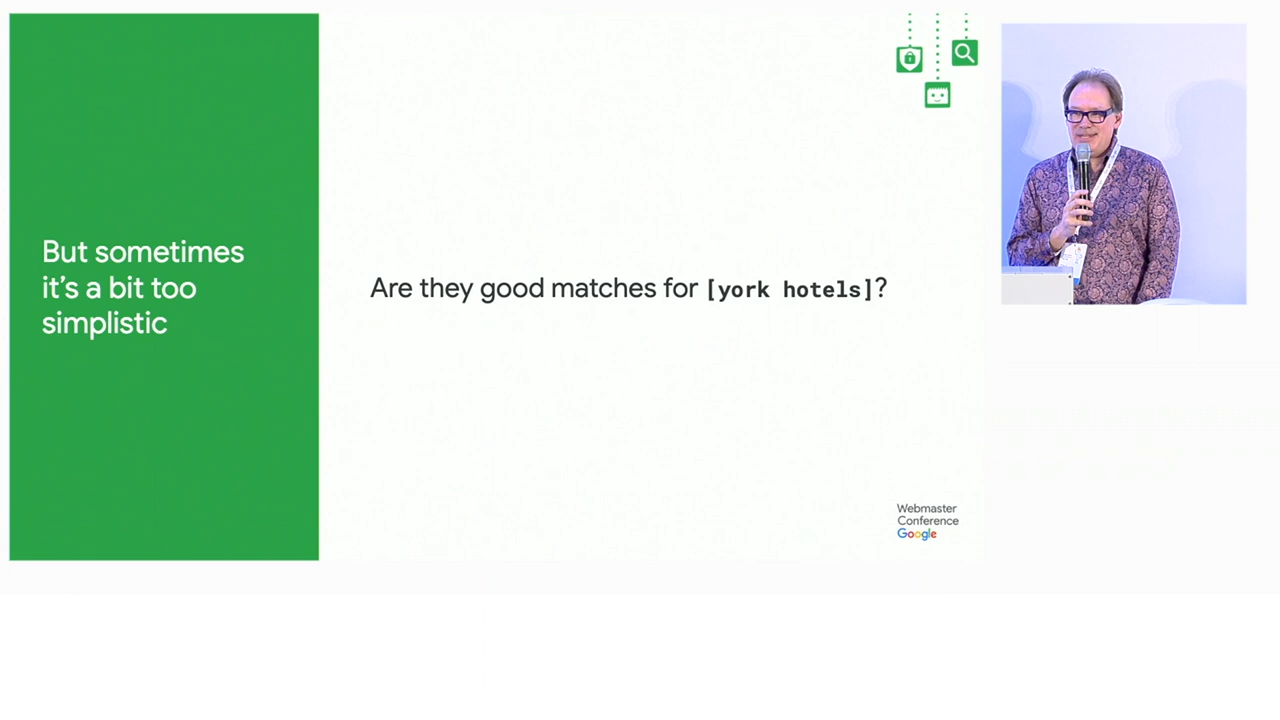 But sometimes
it's a bit too
simplistic
Are they good matches for [york hotels]?
Webmaster
Conference
Google